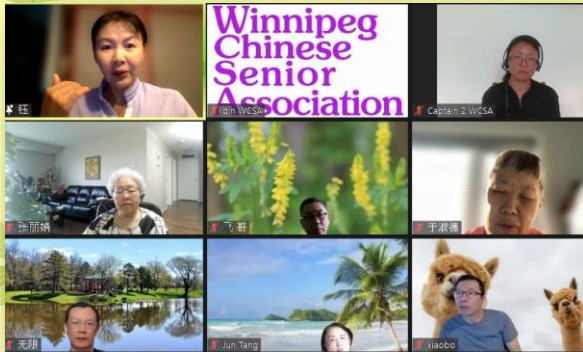 钰
Winnipeg
Chinese
Senior
Association
qin WCSA
Captain 2 WCSA
张丽娟
飞哥
于淑德
无限
Jun Tang
xiaobo